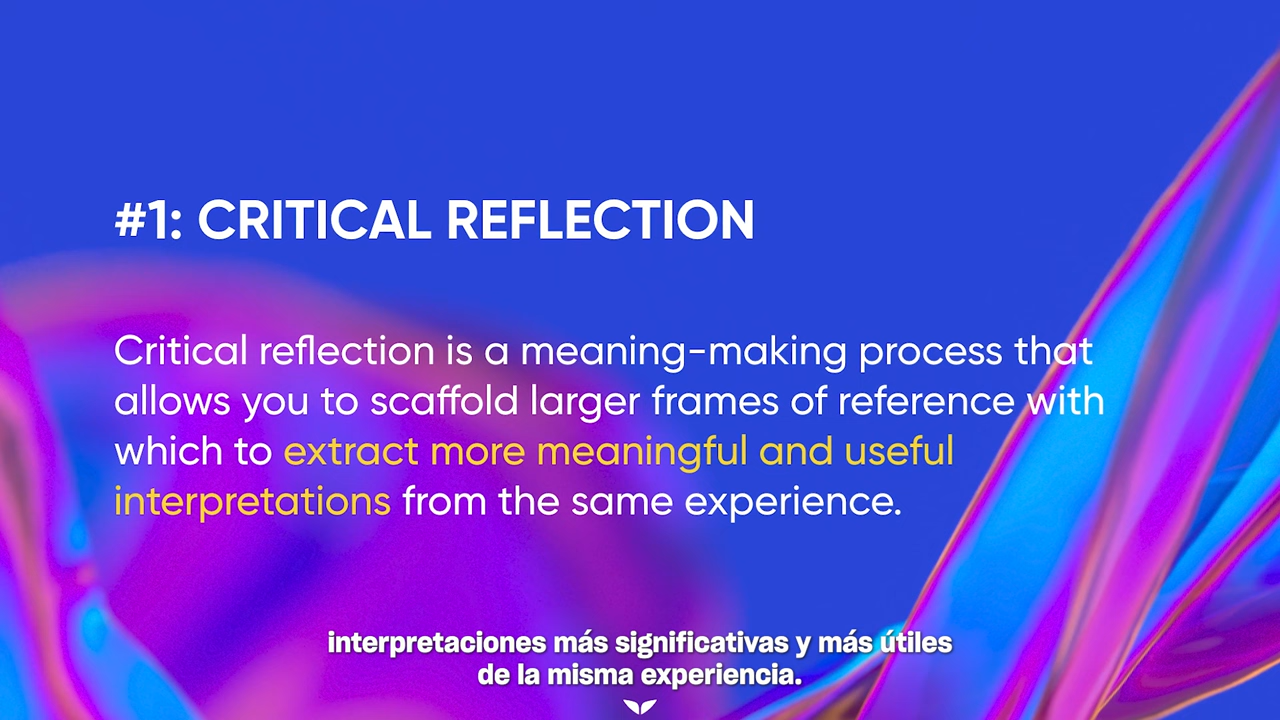 #1: CRITICAL REFLECTION
Critical reflection is a meaning-making process that
allows you to scaffold larger frames of reference with
which to extract more meaningful and useful
interpretations from the same experience.
interpretaciones más significativas y más útiles
de la misma experiencia.